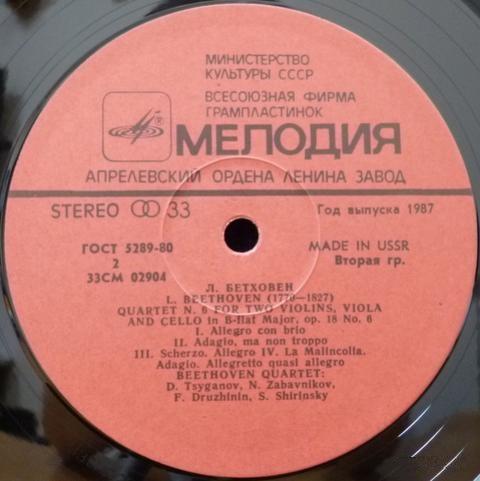 МИНИСТЕРСТВО
КУЛЬТУРЫ СССР
ВСЕСОЮЗНАЯ ФИРМА
ГРАМПЛАСТИНОК
МЕЛОДИЯ
АПРЕЛЕВСКИЙ ОРДЕНА ЛЕНИНА ЗАВОД
STEREO 33 Год выпуска 1987
ГОСТ 5289-80 MADE IN USSR
2 Вторая гр.
33СМ 02904
Л. БЕТХОВЕН
L. BEETHOVEN (1770—1827)
QUARTET N. 6 FOR TWO VIOLINS, VIOLA
AND CELLO in B-flat Major, op. 18 No. 6
I. Allegro con brio
II. Adagio, ma non troppo
III. Scherzo. Allegro IV. La Malincolia.
Adagio. Allegretto quasi allegro
BEETHOVEN QUARTET:
D. Tsyganov, N. Zabavnikov,
F. Druzhinin, S. Shirinsky